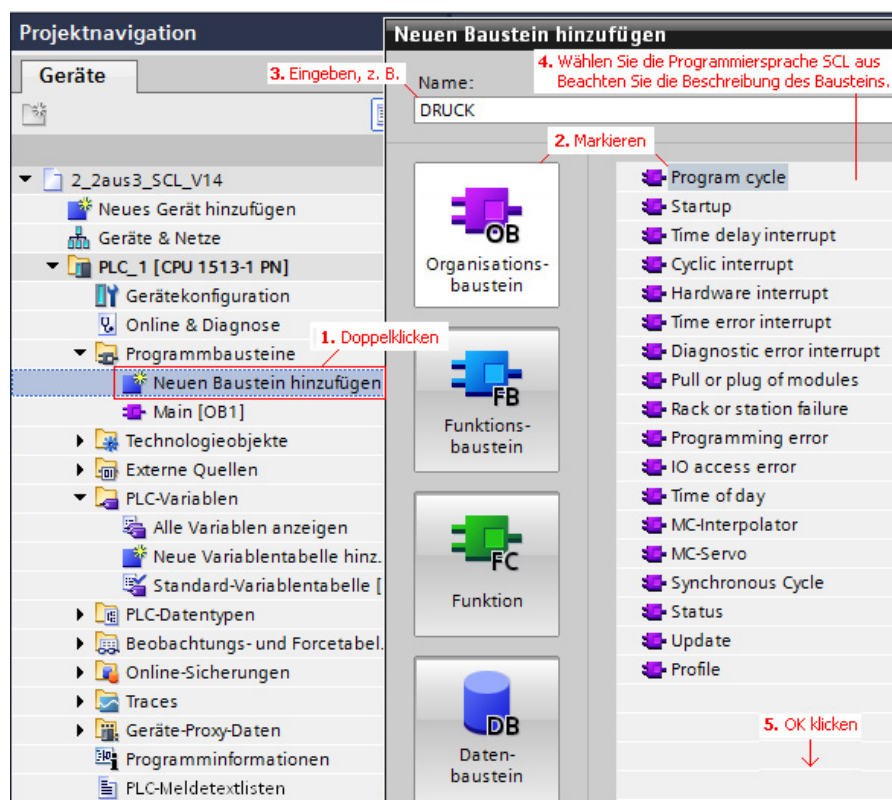 Projektnavigation
Geräte
2_2aus3_SCL_V14
Neues Gerät hinzufügen
Geräte & Netze
PLC_1 [CPU 1513-1 PN]
Gerätekonfiguration
Online & Diagnose
1. Doppelklicken
Programmbausteine
Neuen Baustein hinzufügen
Main [OB1]
Technologieobjekte
Externe Quellen
PLC-Variablen
Alle Variablen anzeigen
Neue Variablentabelle hinz.
Standard-Variablentabelle [
PLC-Datentypen
Beobachtungs- und Forcetabel.
Online-Sicherungen
Traces
Geräte-Proxy-Daten
Programminformationen
PLC-Meldetextlisten
Neuen Baustein hinzufügen
3. Eingeben, z. B.
4. Wählen Sie die Programmiersprache SCL aus
Beachten Sie die Beschreibung des Bausteins.
Name:
DRUCK
2. Markieren
OB
Organisations-
baustein
FB
Funktions-
baustein
FC
Funktion
DB
Daten-
baustein
Program cycle
Startup
Time delay interrupt
Cyclic interrupt
Hardware interrupt
Time error interrupt
Diagnostic error interrupt
Pull or plug of modules
Rack or station failure
Programming error
IO access error
Time of day
MC-Interpolator
MC-Servo
Synchronous Cycle
Status
Update
Profile
5. OK klicken